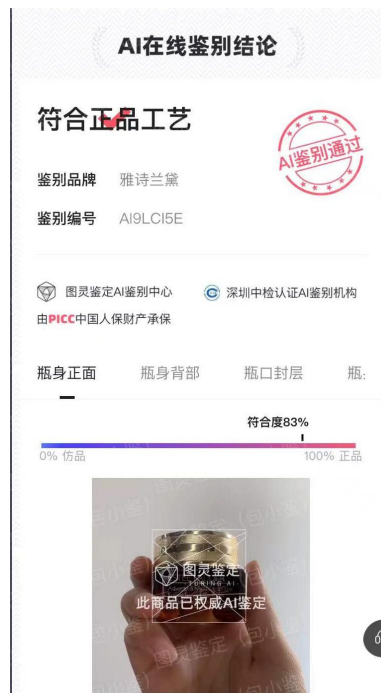 AI在线鉴别结论
符合正品工艺
AI鉴别通过
鉴别品牌 雅诗兰黛
鉴别编号 AI9LCI5E
图灵鉴定AI鉴别中心 深圳中检认证AI鉴别机构
由PICC中国人保财产承保
瓶身正面 瓶身背部 瓶口封层 瓶
符合度83%
0% 仿品 100% 正品
图灵鉴定
TURING AI
此商品已权威AI鉴定